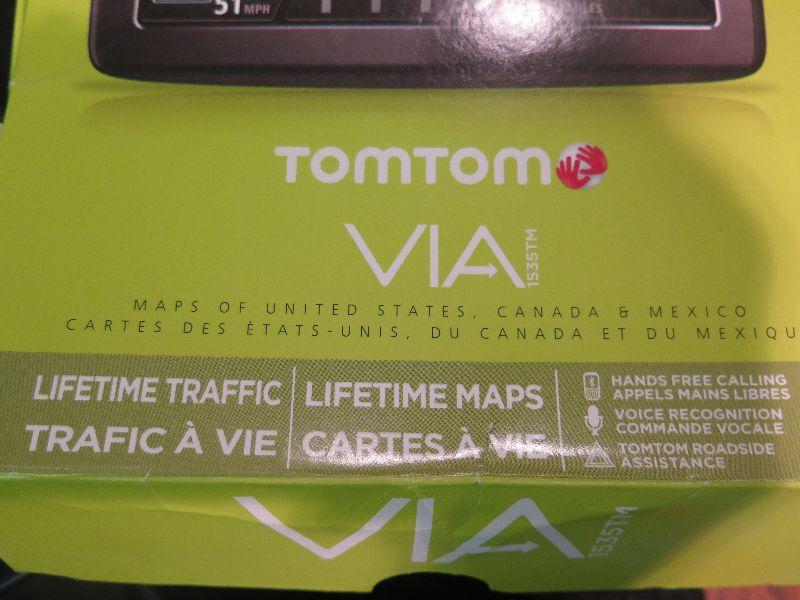 51 MPH
TOMTOM
VIA 1535TM
MAPS OF UNITED STATES, CANADA & MEXICO
CARTES DES ÉTATS-UNIS, DU CANADA ET DU MEXIQU
LIFETIME TRAFFIC
TRAFIC À VIE
LIFETIME MAPS
CARTES À VIE
HANDS FREE CALLING
APPELS MAINS LIBRES
VOICE RECOGNITION
COMMANDE VOCALE
TOMTOM ROADSIDE
ASSISTANCE
VIA 1535TM